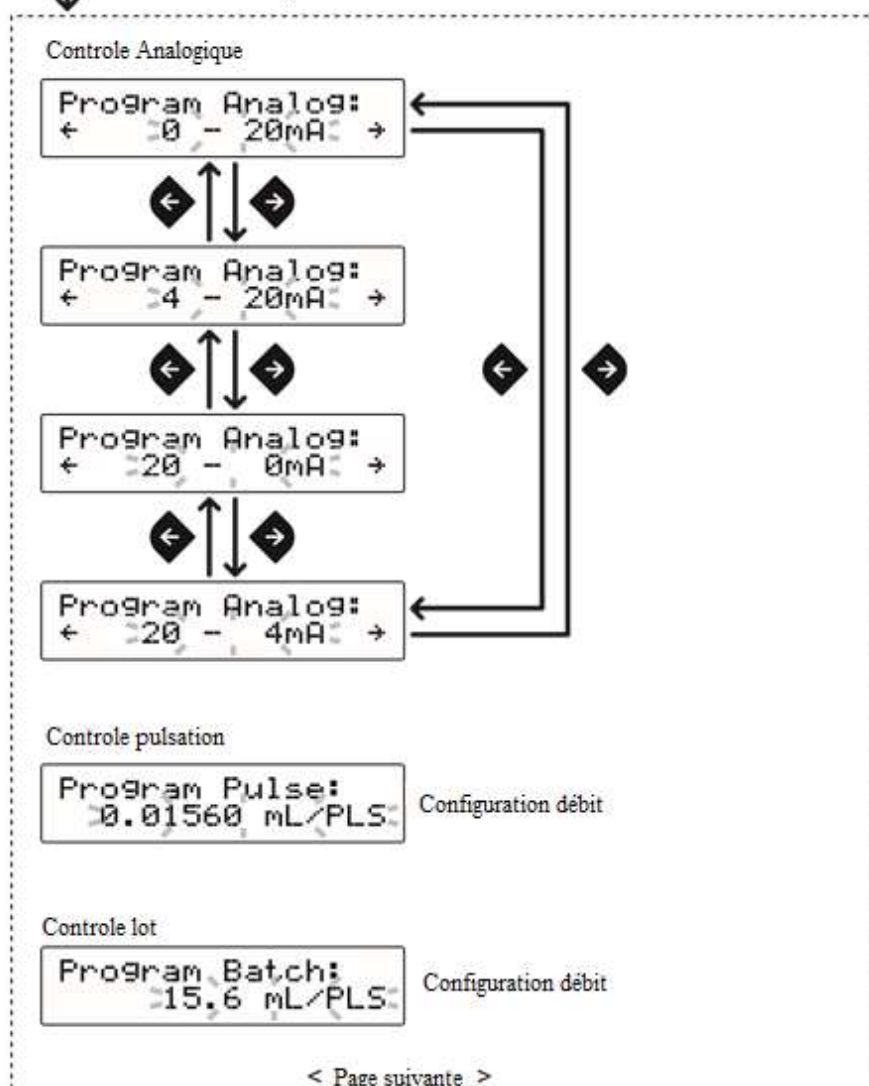 Controle Analogique
Program Analog:
← 0 - 20mA →
Program Analog:
← 4 - 20mA →
Program Analog:
← 20 - 0mA →
Program Analog:
← 20 - 4mA →
Controle pulsation
Program Pulse:
0.01560 mL/PLS
Configuration débit
Controle lot
Program Batch:
15.6 mL/PLS
Configuration débit
< Page suivante >